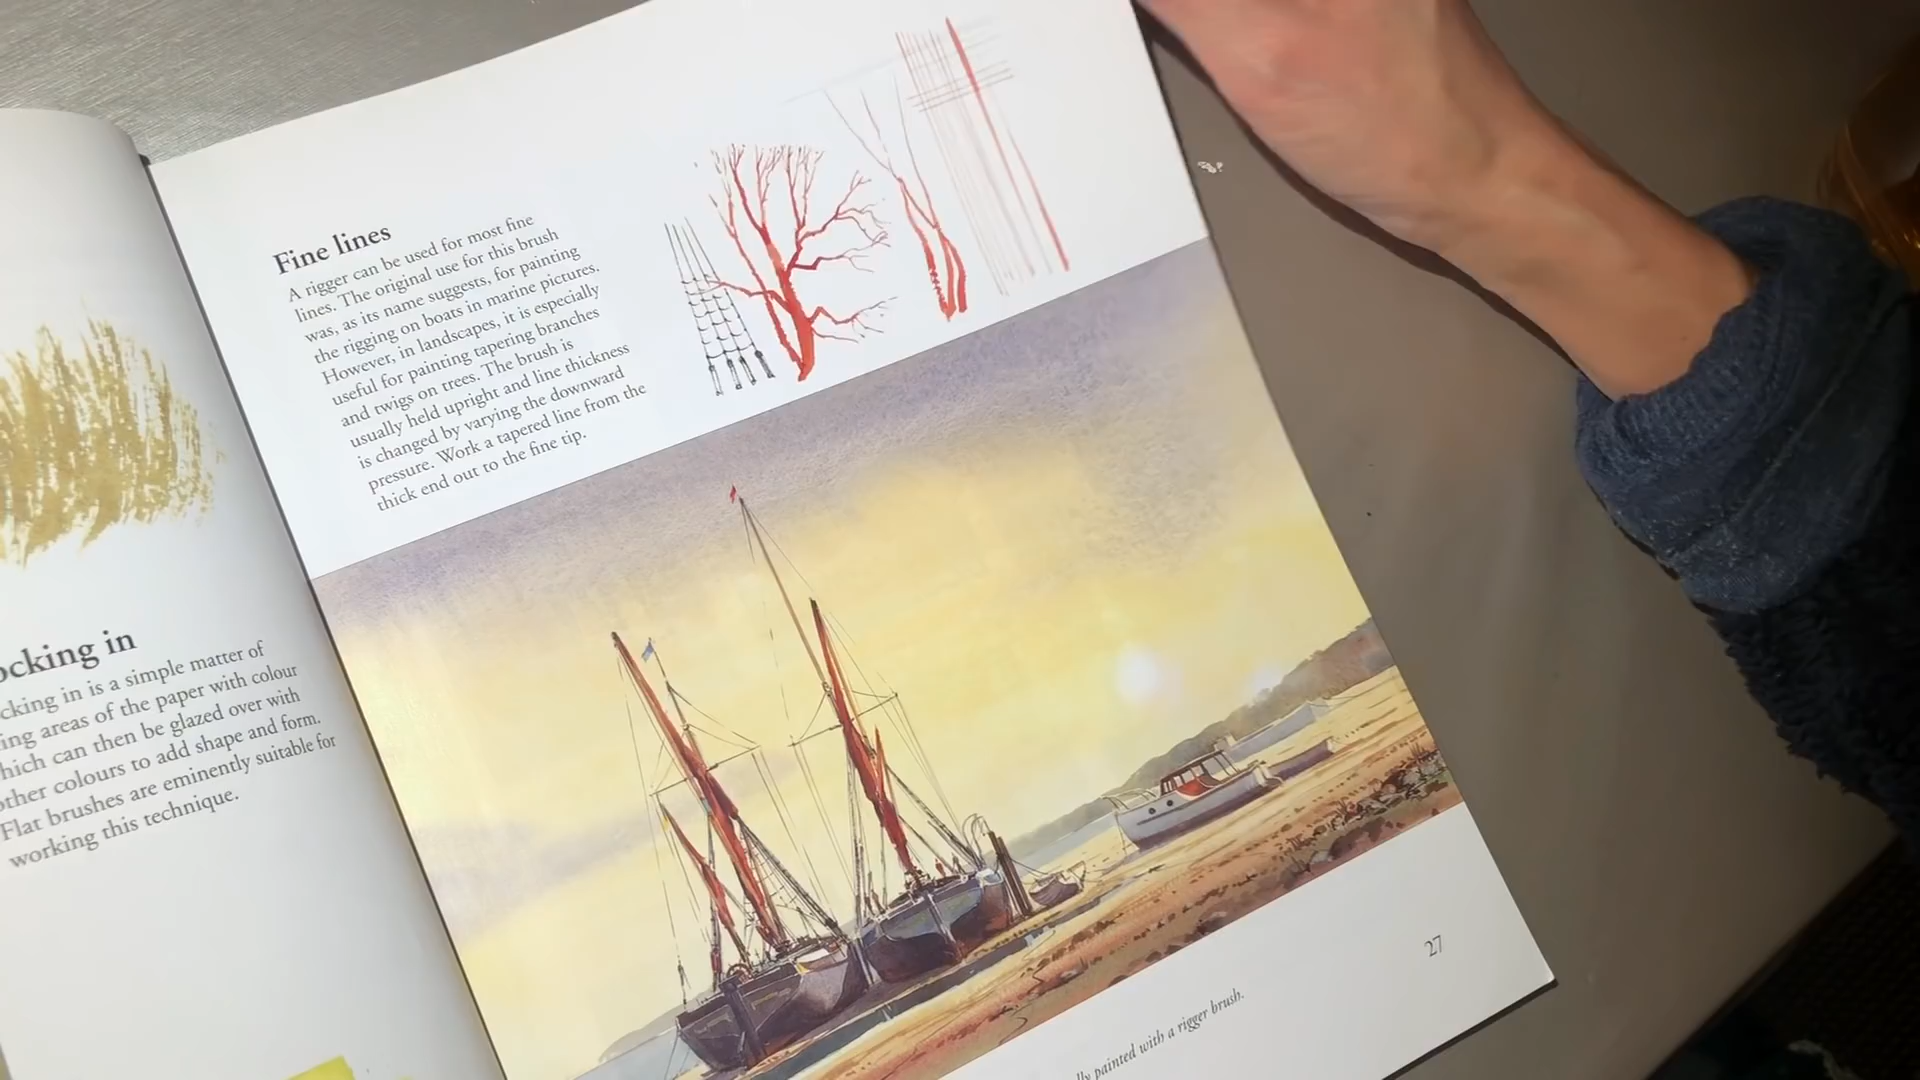 ocking in
cking in is a simple matter of
ing areas of the paper with colour
hich can then be glazed over with
other colours to add shape and form.
Flat brushes are eminently suitable for
working this technique.
Fine lines
A rigger can be used for most fine
lines. The original use for this brush
was, as its name suggests, for painting
the rigging on boats in marine pictures.
However, in landscapes, it is especially
useful for painting tapering branches
and twigs on trees. The brush is
usually held upright and line thickness
is changed by varying the downward
pressure. Work a tapered line from the
thick end out to the fine tip.
lly painted with a rigger brush.
27